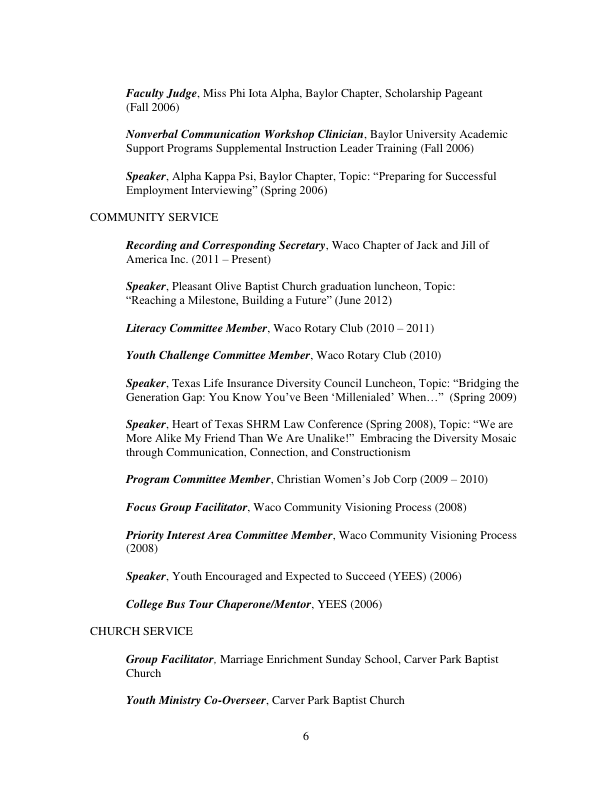 Faculty Judge, Miss Phi Iota Alpha, Baylor Chapter, Scholarship Pageant
(Fall 2006)
Nonverbal Communication Workshop Clinician, Baylor University Academic
Support Programs Supplemental Instruction Leader Training (Fall 2006)
Speaker, Alpha Kappa Psi, Baylor Chapter, Topic: “Preparing for Successful
Employment Interviewing” (Spring 2006)
COMMUNITY SERVICE
Recording and Corresponding Secretary, Waco Chapter of Jack and Jill of
America Inc. (2011 – Present)
Speaker, Pleasant Olive Baptist Church graduation luncheon, Topic:
“Reaching a Milestone, Building a Future” (June 2012)
Literacy Committee Member, Waco Rotary Club (2010 – 2011)
Youth Challenge Committee Member, Waco Rotary Club (2010)
Speaker, Texas Life Insurance Diversity Council Luncheon, Topic: “Bridging the
Generation Gap: You Know You’ve Been ‘Millenialed’ When…” (Spring 2009)
Speaker, Heart of Texas SHRM Law Conference (Spring 2008), Topic: “We are
More Alike My Friend Than We Are Unalike!” Embracing the Diversity Mosaic
through Communication, Connection, and Constructionism
Program Committee Member, Christian Women’s Job Corp (2009 – 2010)
Focus Group Facilitator, Waco Community Visioning Process (2008)
Priority Interest Area Committee Member, Waco Community Visioning Process
(2008)
Speaker, Youth Encouraged and Expected to Succeed (YEES) (2006)
College Bus Tour Chaperone/Mentor, YEES (2006)
CHURCH SERVICE
Group Facilitator, Marriage Enrichment Sunday School, Carver Park Baptist
Church
Youth Ministry Co-Overseer, Carver Park Baptist Church
6